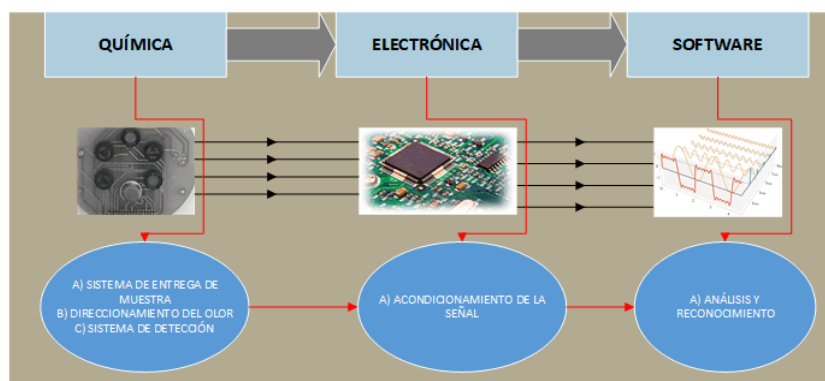 QUÍMICA
ELECTRÓNICA
SOFTWARE
A) SISTEMA DE ENTREGA DE
MUESTRA
B) DIRECCIONAMIENTO DEL OLOR
C) SISTEMA DE DETECCIÓN
A) ACONDICIONAMIENTO DE LA
SEÑAL
A) ANÁLISIS Y
RECONOCIMIENTO